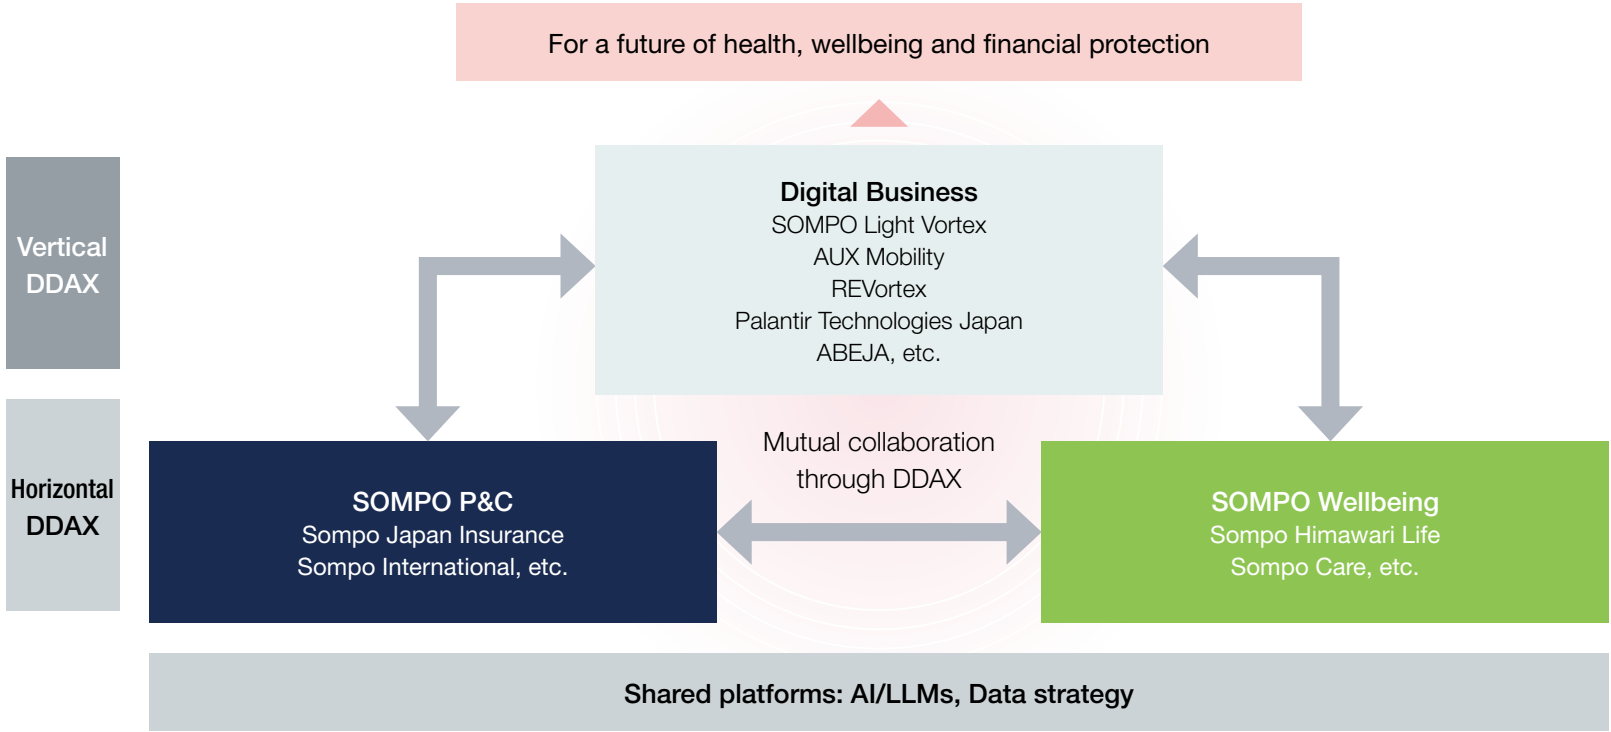 For a future of health, wellbeing and financial protection
Vertical
DDAX
Digital Business
SOMPO Light Vortex
AUX Mobility
REVortex
Palantir Technologies Japan
ABEJA, etc.
Horizontal
DDAX
Mutual collaboration
through DDAX
SOMPO P&C
Sompo Japan Insurance
Sompo International, etc.
SOMPO Wellbeing
Sompo Himawari Life
Sompo Care, etc.
Shared platforms: AI/LLMs, Data strategy